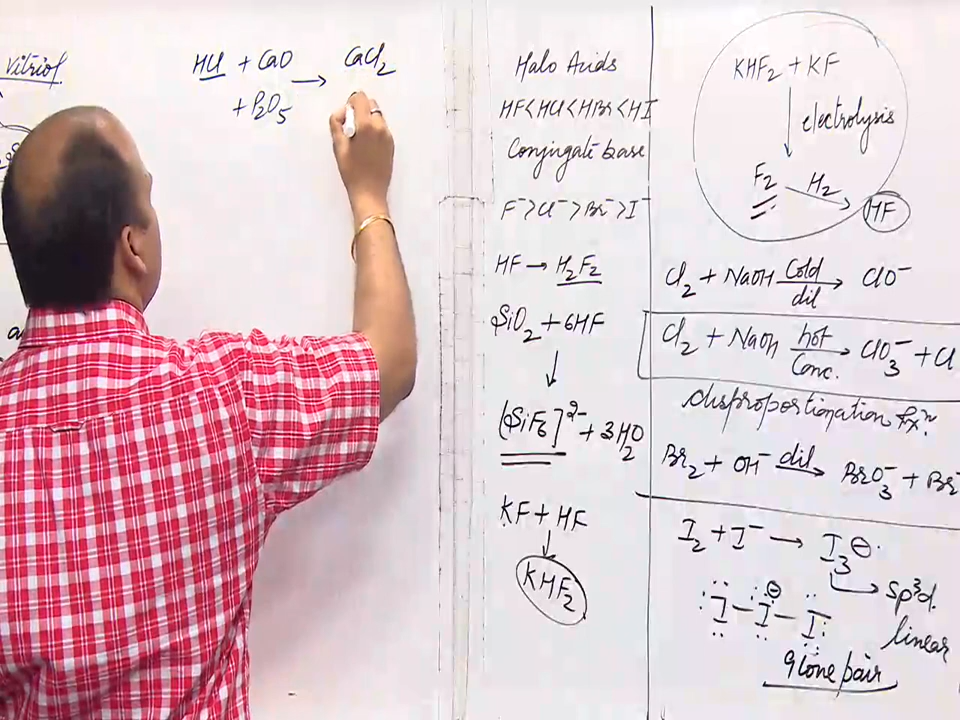 Vitriol
HCl + CaO → CaCl₂
+ P₂O₅
Halo Acids
HF<HCl<HBr<HI
Conjugate base
F⁻>Cl⁻>Br⁻>I⁻
HF → H₂F₂
SiO₂ + 6HF
↓
[SiF₆]²⁻ + 3H₂O
KF + HF
↓
KHF₂
KHF₂ + KF
↓ electrolysis
F₂ H₂ → HF
Cl₂ + NaOH Cold dil → ClO⁻
Cl₂ + NaOH hot Conc. → ClO₃⁻ + Cl
disproportionation Rxⁿ.
Br₂ + OH⁻ dil → BrO₃⁻ + Br⁻
I₂ + I⁻ → I₃⊖.
→ sp³d.
linear
:I – I⊖ – I:
9 lone pair